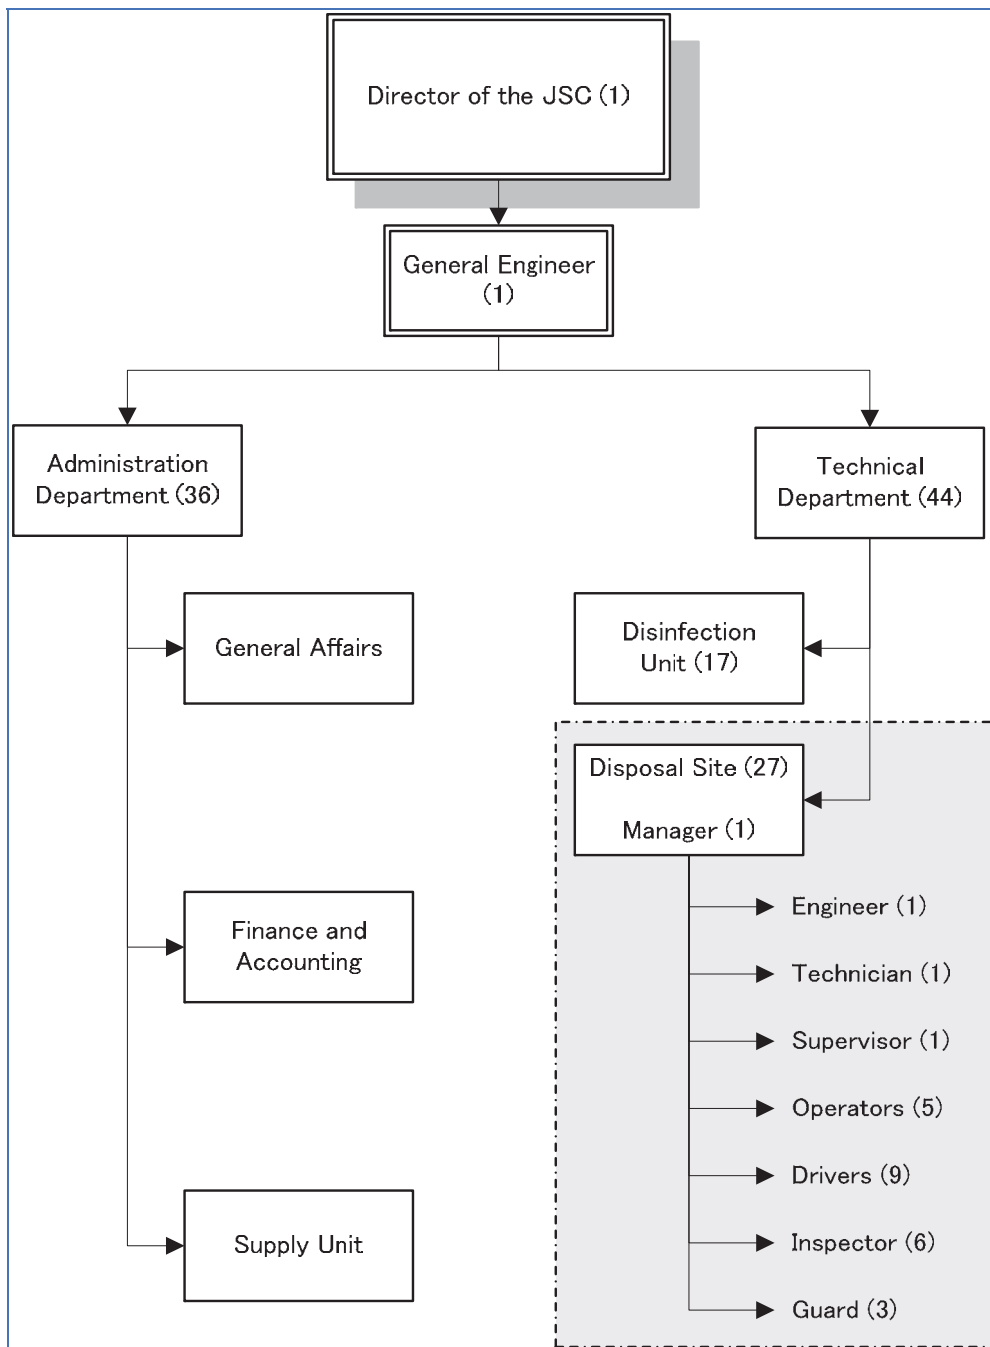 Director of the JSC (1)
General Engineer
(1)
Administration
Department (36)
Technical
Department (44)
General Affairs
Disinfection
Unit (17)
Disposal Site (27)
Manager (1)
Engineer (1)
Technician (1)
Finance and
Accounting
Supervisor (1)
Operators (5)
Drivers (9)
Supply Unit
Inspector (6)
Guard (3)